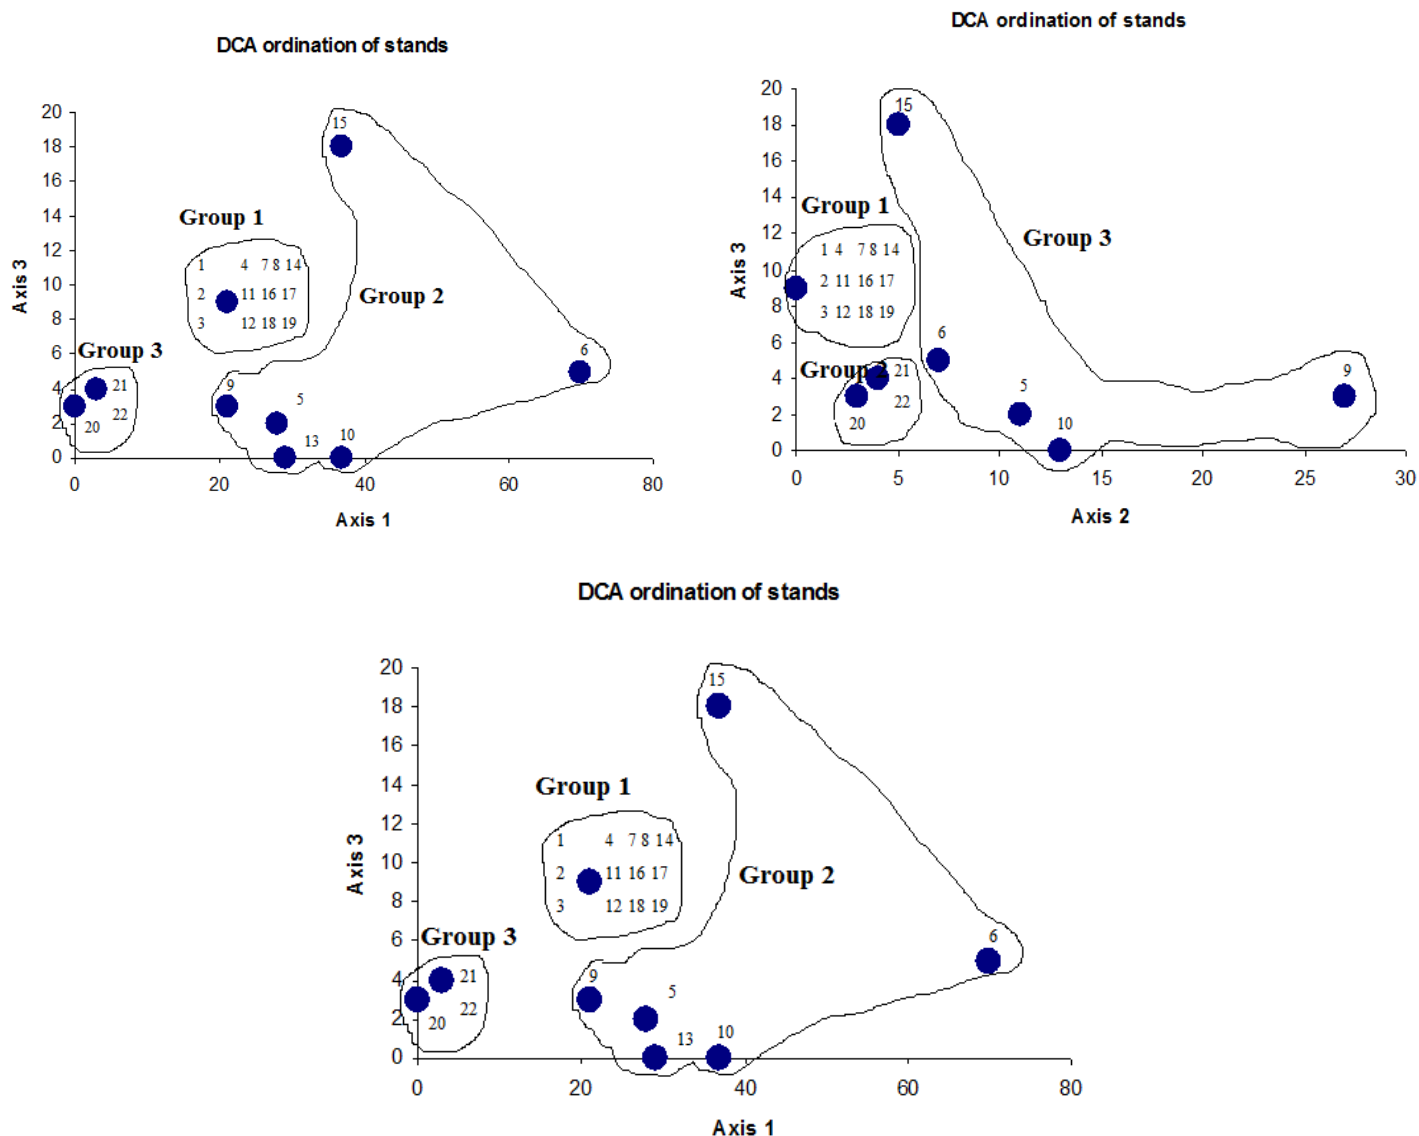 DCA ordination of stands
20
18
16
14
12
10
8
6
4
2
0
Axis 3
15
Group 1
1 4 7 8 14
2 11 16 17
3 12 18 19
Group 2
Group 3
21
22
20
9
5
13
10
6
0 20 40 60 80
Axis 1
DCA ordination of stands
20
18
16
14
12
10
8
6
4
2
0
Axis 3
15
Group 1
1 4 7 8 14
2 11 16 17
3 12 18 19
Group 3
6
Group 2
21
22
20
5
10
9
0 5 10 15 20 25 30
Axis 2
DCA ordination of stands
20
18
16
14
12
10
8
6
4
2
0
Axis 3
15
Group 1
1 4 7 8 14
2 11 16 17
3 12 18 19
Group 2
Group 3
21
22
20
9
5
13
10
6
0 20 40 60 80
Axis 1